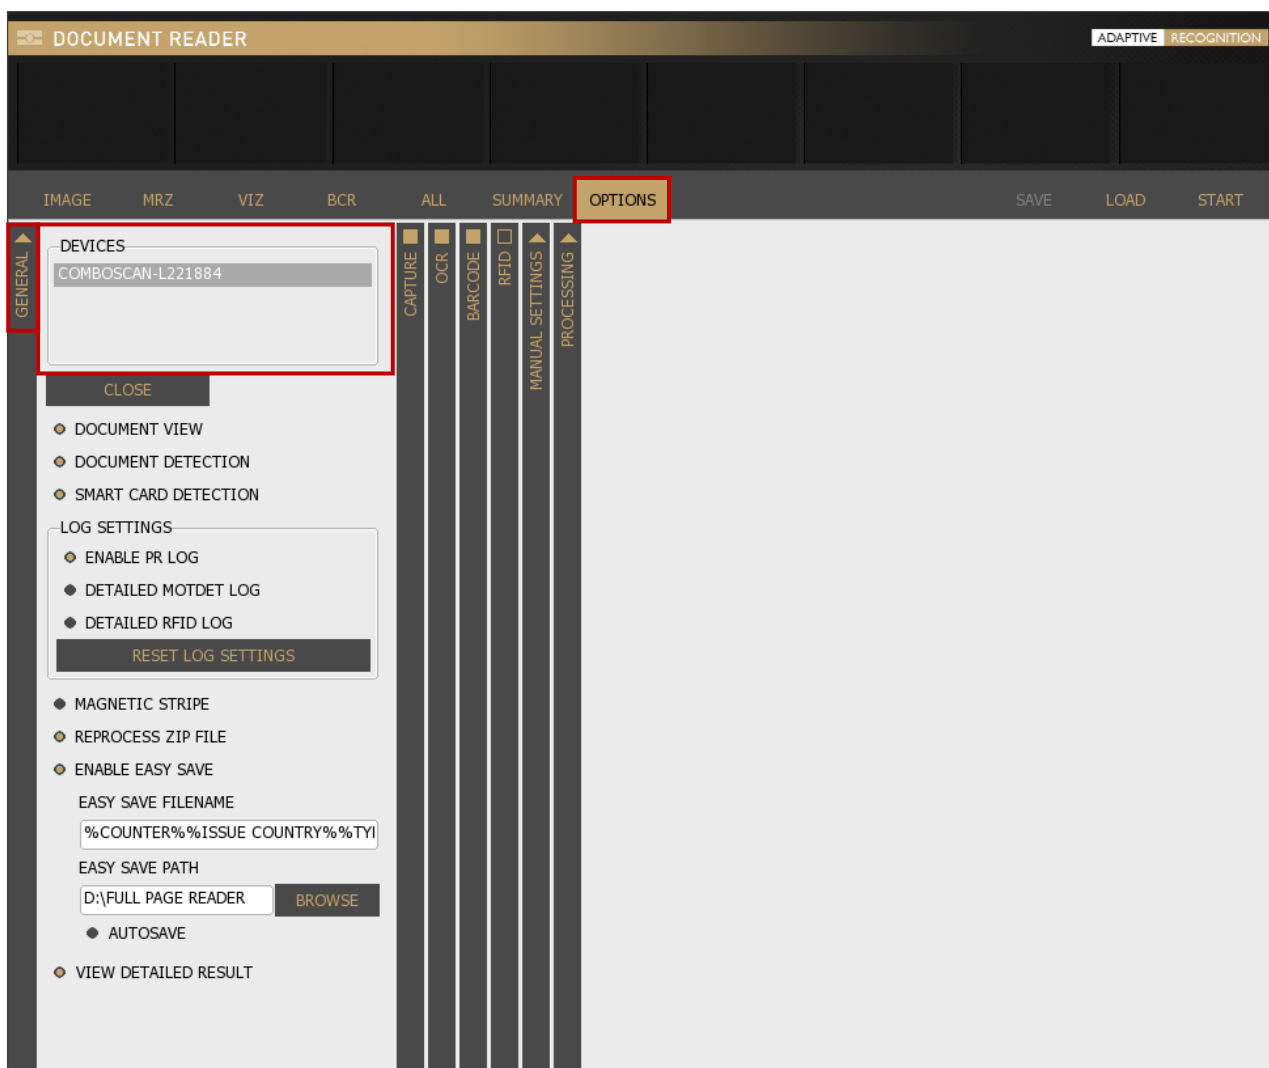 DOCUMENT READER
ADAPTIVE RECOGNITION
IMAGE MRZ VIZ BCR ALL SUMMARY OPTIONS SAVE LOAD START
GENERAL
DEVICES
COMBOSCAN-L221884
CLOSE
DOCUMENT VIEW
DOCUMENT DETECTION
SMART CARD DETECTION
LOG SETTINGS
ENABLE PR LOG
DETAILED MOTDET LOG
DETAILED RFID LOG
RESET LOG SETTINGS
MAGNETIC STRIPE
REPROCESS ZIP FILE
ENABLE EASY SAVE
EASY SAVE FILENAME
%COUNTER%%ISSUE COUNTRY%%TYI
EASY SAVE PATH
D:\FULL PAGE READER BROWSE
AUTOSAVE
VIEW DETAILED RESULT
CAPTURE
OCR
BARCODE
RFID
MANUAL SETTINGS
PROCESSING